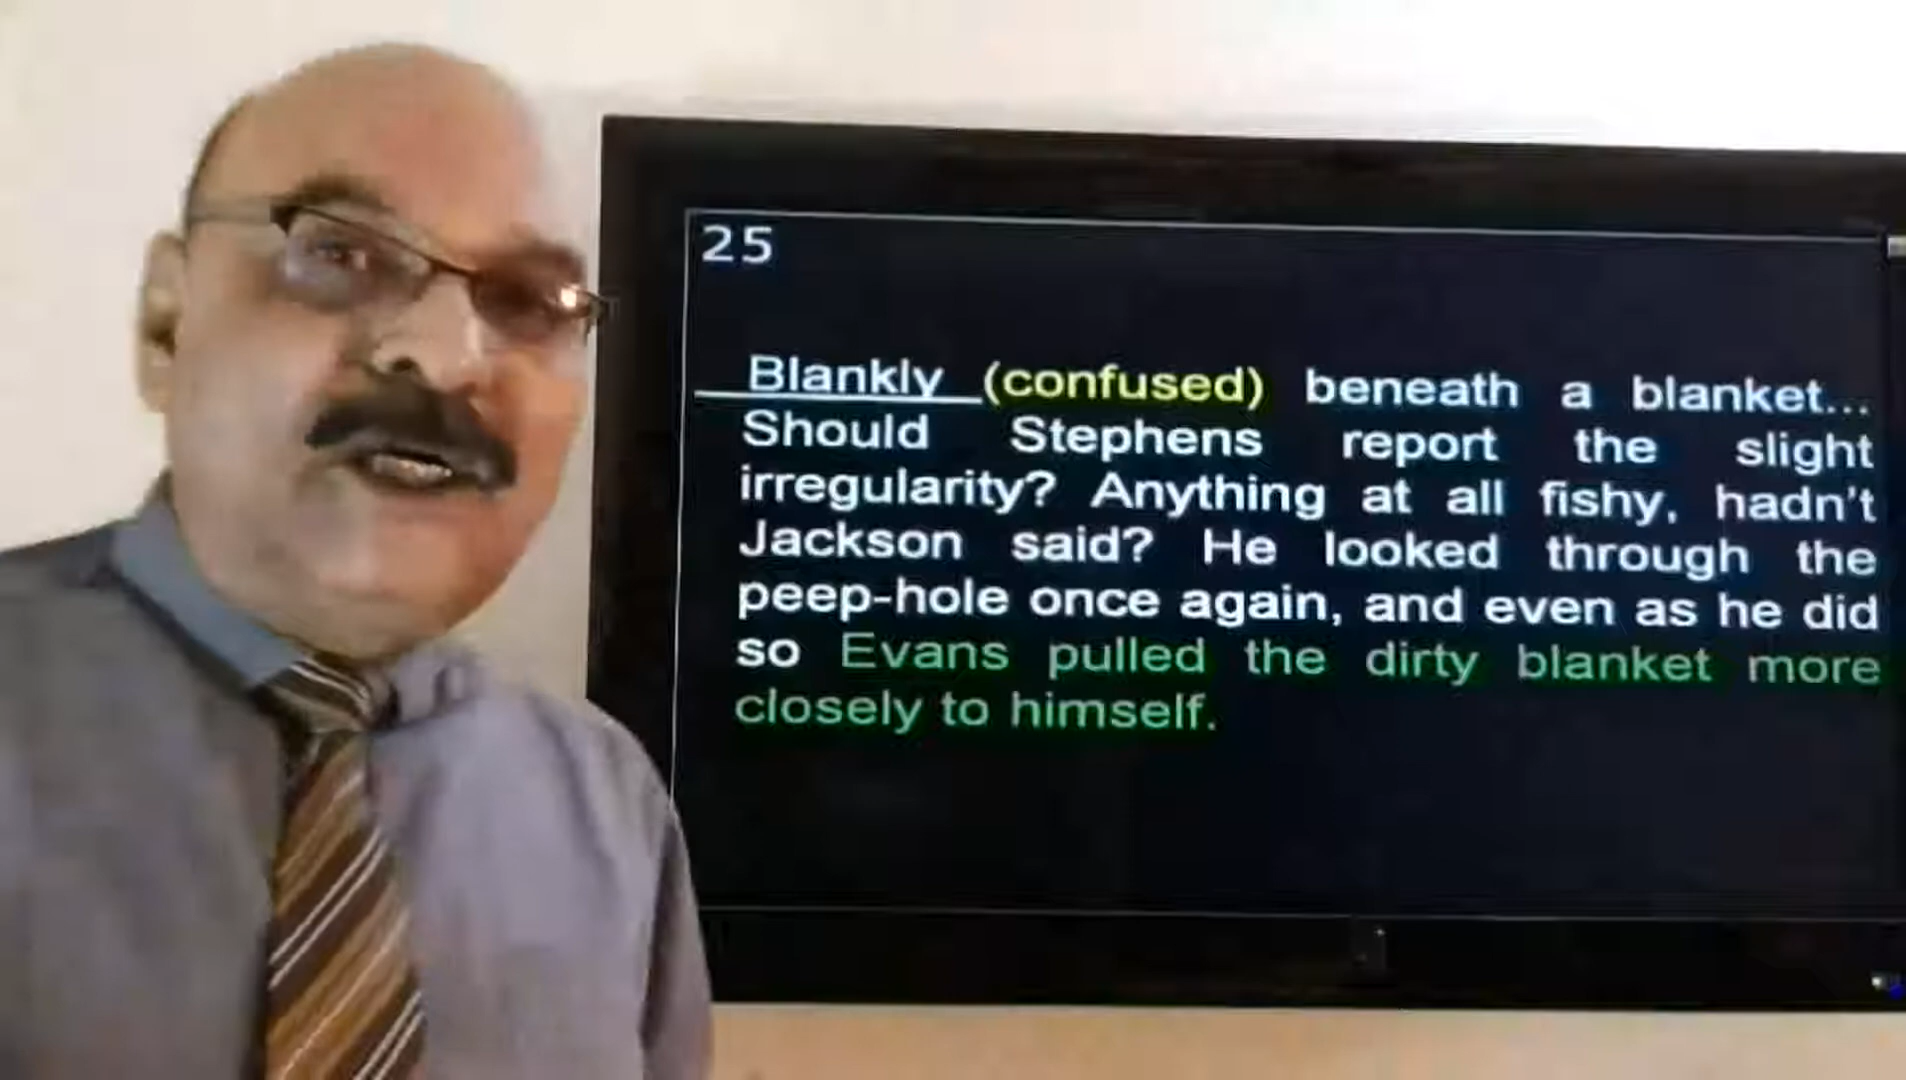 25
Blankly (confused) beneath a blanket...
Should Stephens report the slight
irregularity? Anything at all fishy, hadn't
Jackson said? He looked through the
peep-hole once again, and even as he did
so Evans pulled the dirty blanket more
closely to himself.